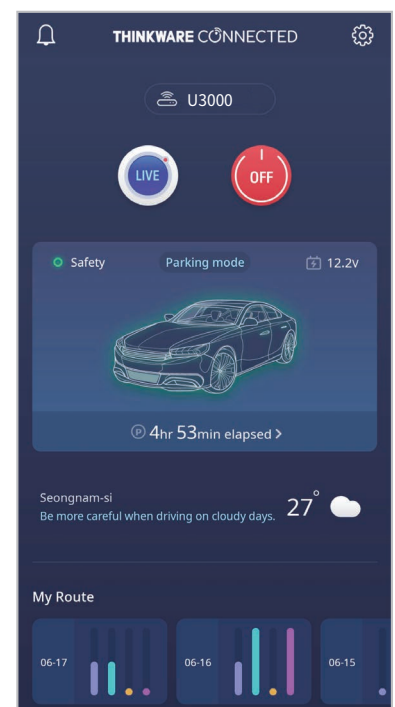 THINKWARE CONNECTED
U3000
LIVE
OFF
Safety
Parking mode
12.2v
P 4hr 53min elapsed >
Seongnam-si
Be more careful when driving on cloudy days.
27°
My Route
06-17
06-16
06-15